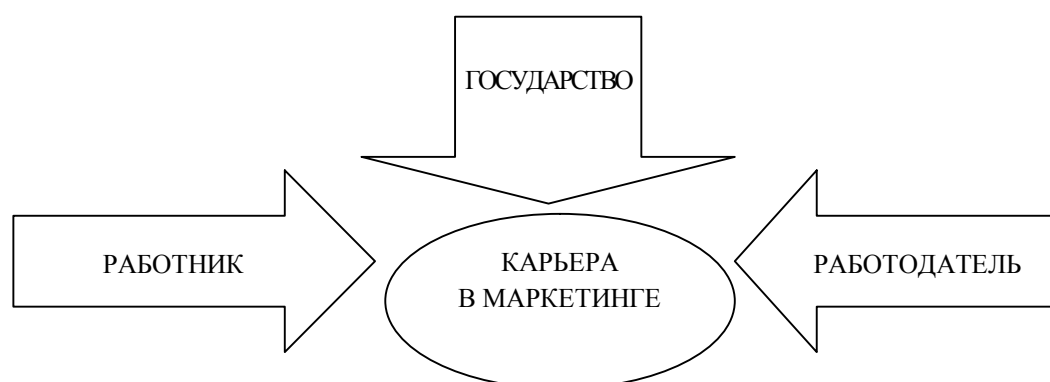 ГОСУДАРСТВО
РАБОТНИК
КАРЬЕРА
В МАРКЕТИНГЕ
РАБОТОДАТЕЛЬ